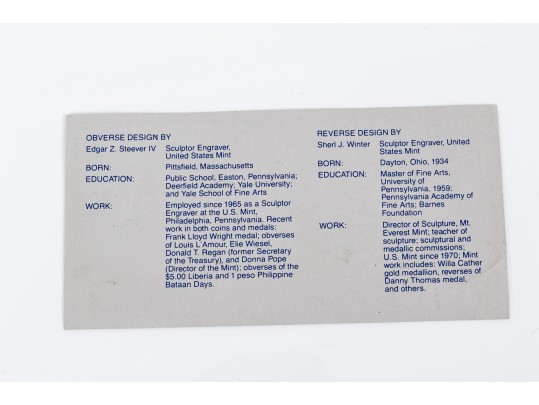 OBVERSE DESIGN BY
Edgar Z. Steever IV Sculptor Engraver,
United States Mint
BORN: Pittsfield, Massachusetts
EDUCATION: Public School, Easton, Pennsylvania;
Deerfield Academy; Yale University;
and Yale School of Fine Arts
WORK: Employed since 1965 as a Sculptor
Engraver at the U.S. Mint,
Philadelphia, Pennsylvania. Recent
work in both coins and medals:
Frank Lloyd Wright medal; obverses
of Louis L'Amour, Elie Wiesel,
Donald T. Regan (former Secretary
of the Treasury), and Donna Pope
(Director of the Mint); obverses of the
$5.00 Liberia and 1 peso Philippine
Bataan Days.
REVERSE DESIGN BY
Sherl J. Winter Sculptor Engraver, United
States Mint
BORN: Dayton, Ohio, 1934
EDUCATION: Master of Fine Arts,
University of
Pennsylvania, 1959;
Pennsylvania Academy of
Fine Arts; Barnes
Foundation
WORK: Director of Sculpture, Mt.
Everest Mint; teacher of
sculpture; sculptural and
medallic commissions;
U.S. Mint since 1970; Mint
work includes: Willa Cather
gold medallion, reverses of
Danny Thomas medal,
and others.